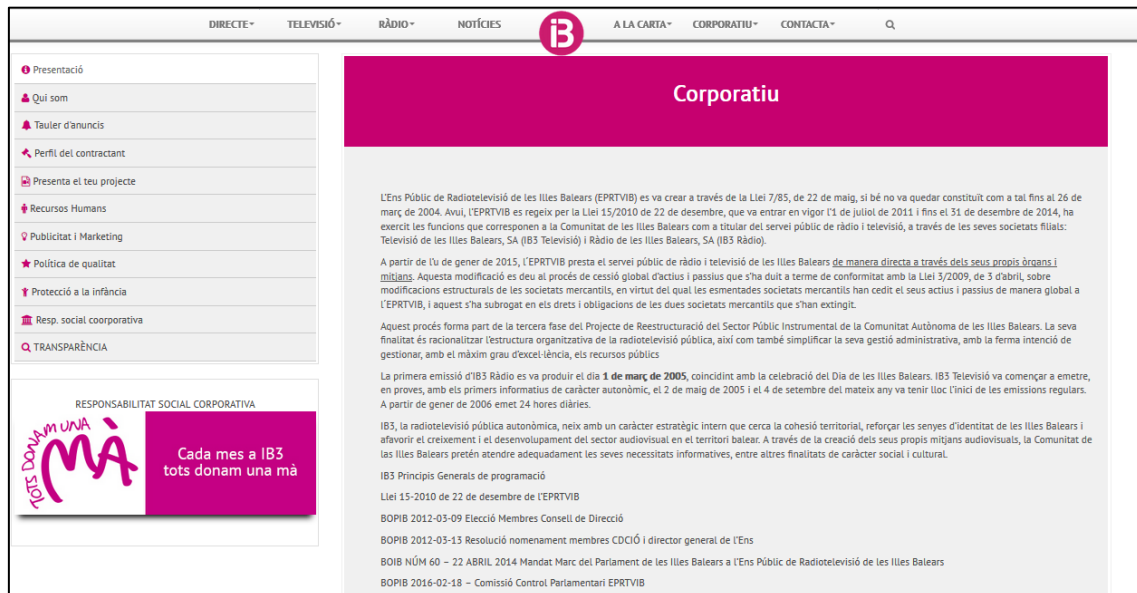 DIRECTE TELEVISIÓ RÀDIO NOTÍCIES iB A LA CARTA CORPORATIU CONTACTA
Presentació
Qui som
Tauler d'anuncis
Perfil del contractant
Presenta el teu projecte
Recursos Humans
Publicitat i Marketing
Política de qualitat
Protecció a la infància
Resp. social coorporativa
TRANSPARÈNCIA
RESPONSABILITAT SOCIAL CORPORATIVA
TOTS DONAM UNA
MÀ
Cada mes a IB3
tots donam una mà
Corporatiu
L'Ens Públic de Radiotelevisió de les Illes Balears (EPRTVIB) es va crear a través de la Llei 7/85, de 22 de maig, si bé no va quedar constituït com a tal fins al 26 de
març de 2004. Avui, l'EPRTVIB es regeix per la Llei 15/2010 de 22 de desembre, que va entrar en vigor l'1 de juliol de 2011 i fins el 31 de desembre de 2014, ha
exercit les funcions que corresponen a la Comunitat de les Illes Balears com a titular del servei públic de ràdio i televisió, a través de les seves societats filials:
Televisió de les Illes Balears, SA (IB3 Televisió) i Ràdio de les Illes Balears, SA (IB3 Ràdio).
A partir de l'u de gener de 2015, l'EPRTVIB presta el servei públic de ràdio i televisió de les Illes Balears de manera directa a través dels seus propis òrgans i
mitjans. Aquesta modificació es deu al procés de cessió global d'actius i passius que s'ha duit a terme de conformitat amb la Llei 3/2009, de 3 d'abril, sobre
modificacions estructurals de les societats mercantils, en virtut del qual les esmentades societats mercantils han cedit el seus actius i passius de manera global a
l'EPRTVIB, i aquest s'ha subrogat en els drets i obligacions de les dues societats mercantils que s'han extingit.
Aquest procés forma part de la tercera fase del Projecte de Reestructuració del Sector Públic Instrumental de la Comunitat Autònoma de les Illes Balears. La seva
finalitat és racionalitzar l'estructura organitzativa de la radiotelevisió pública, així com també simplificar la seva gestió administrativa, amb la ferma intenció de
gestionar, amb el màxim grau d'excel·lència, els recursos públics
La primera emissió d'IB3 Ràdio es va produir el dia 1 de març de 2005, coincidint amb la celebració del Dia de les Illes Balears. IB3 Televisió va començar a emetre,
en proves, amb els primers informatius de caràcter autonòmic, el 2 de maig de 2005 i el 4 de setembre del mateix any va tenir lloc l'inici de les emissions regulars.
A partir de gener de 2006 emet 24 hores diàries.
IB3, la radiotelevisió pública autonòmica, neix amb un caràcter estratègic intern que cerca la cohesió territorial, reforçar les senyes d'identitat de les Illes Balears i
afavorir el creixement i el desenvolupament del sector audiovisual en el territori balear. A través de la creació dels seus propis mitjans audiovisuals, la Comunitat de
las Illes Balears pretén atendre adequadament les seves necessitats informatives, entre altres finalitats de caràcter social i cultural.
IB3 Principis Generals de programació
Llei 15-2010 de 22 de desembre de l'EPRTVIB
BOPIB 2012-03-09 Elecció Membres Consell de Direcció
BOPIB 2012-03-13 Resolució nomenament membres CDCIÓ i director general de l'Ens
BOIB NÚM 60 – 22 ABRIL 2014 Mandat Marc del Parlament de les Illes Balears a l'Ens Públic de Radiotelevisió de les Illes Balears
BOPIB 2016-02-18 – Comissió Control Parlamentari EPRTVIB